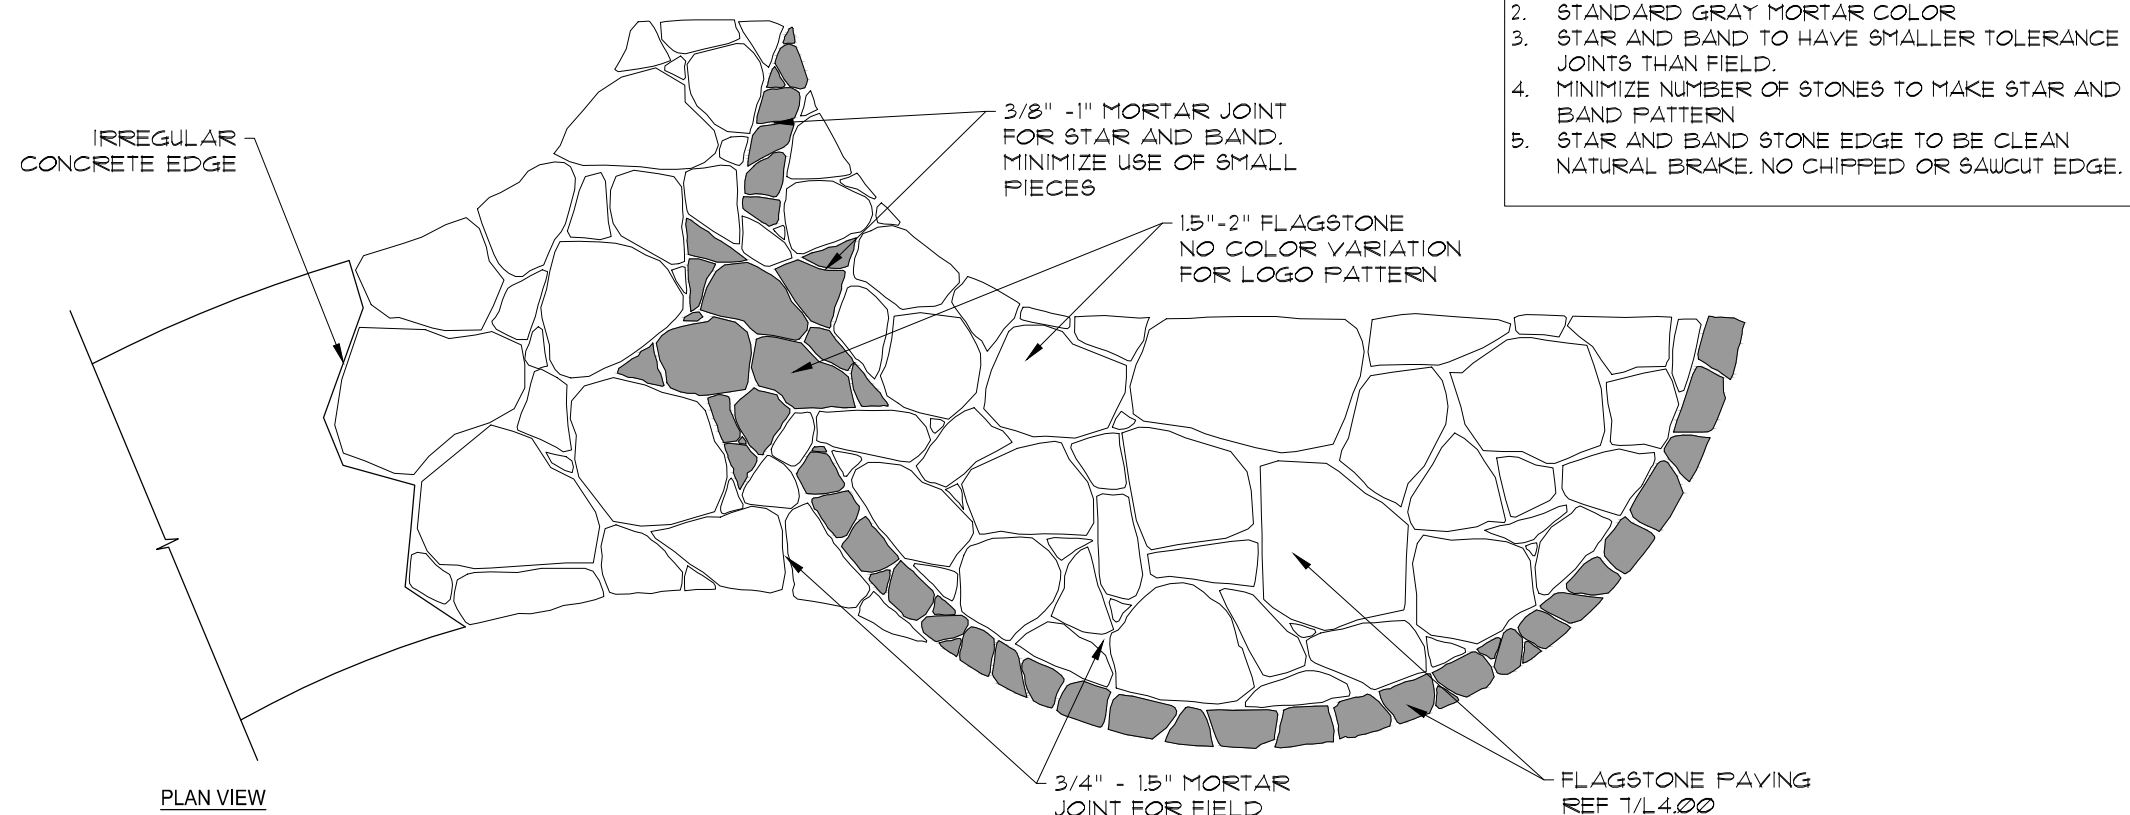 2. STANDARD GRAY MORTAR COLOR
3. STAR AND BAND TO HAVE SMALLER TOLERANCE
JOINTS THAN FIELD.
4. MINIMIZE NUMBER OF STONES TO MAKE STAR AND
BAND PATTERN
5. STAR AND BAND STONE EDGE TO BE CLEAN
NATURAL BRAKE. NO CHIPPED OR SAWCUT EDGE.
IRREGULAR
CONCRETE EDGE
3/8" -1" MORTAR JOINT
FOR STAR AND BAND.
MINIMIZE USE OF SMALL
PIECES
1.5"-2" FLAGSTONE
NO COLOR VARIATION
FOR LOGO PATTERN
3/4" - 1.5" MORTAR
JOINT FOR FIELD
FLAGSTONE PAVING
REF 7/L4.00
PLAN VIEW